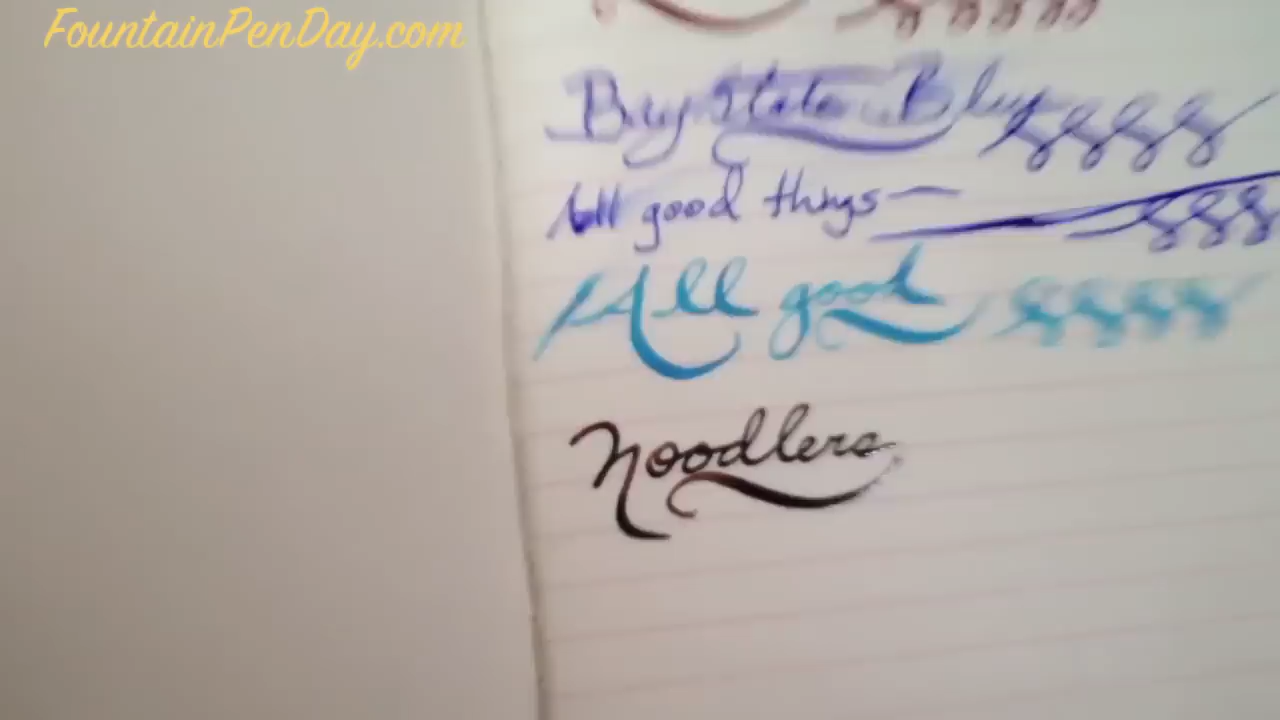 FountainPenDay.com
Bay State Blue
All good things
All good
Noodlers